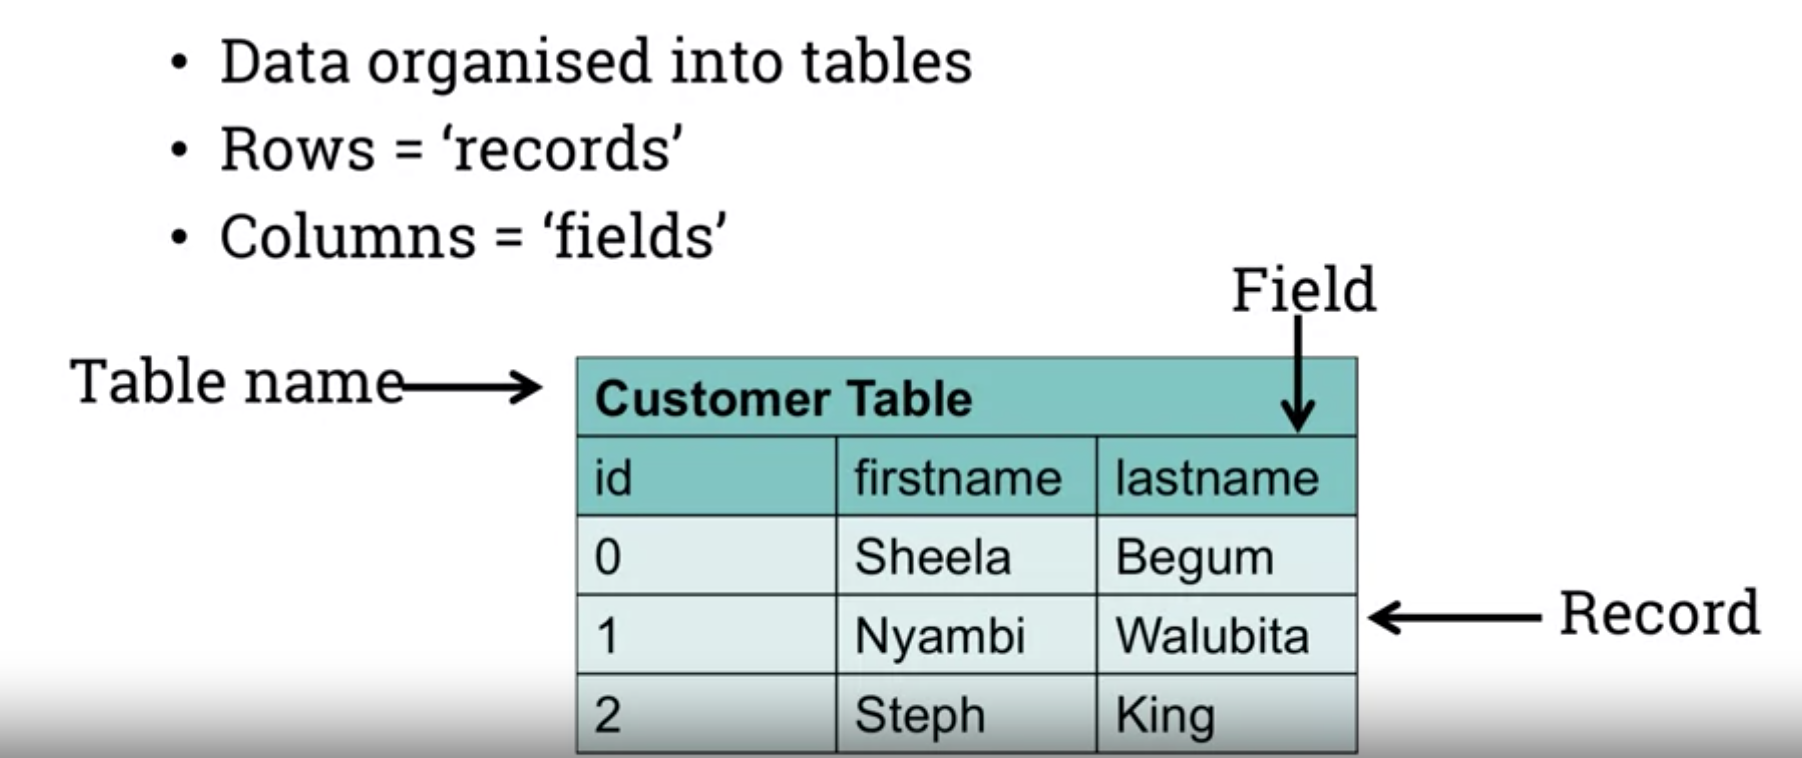 • Data organised into tables
• Rows = ‘records’
• Columns = ‘fields’
Field
Table name
Customer Table
id firstname lastname
0 Sheela Begum
1 Nyambi Walubita
Record
2 Steph King